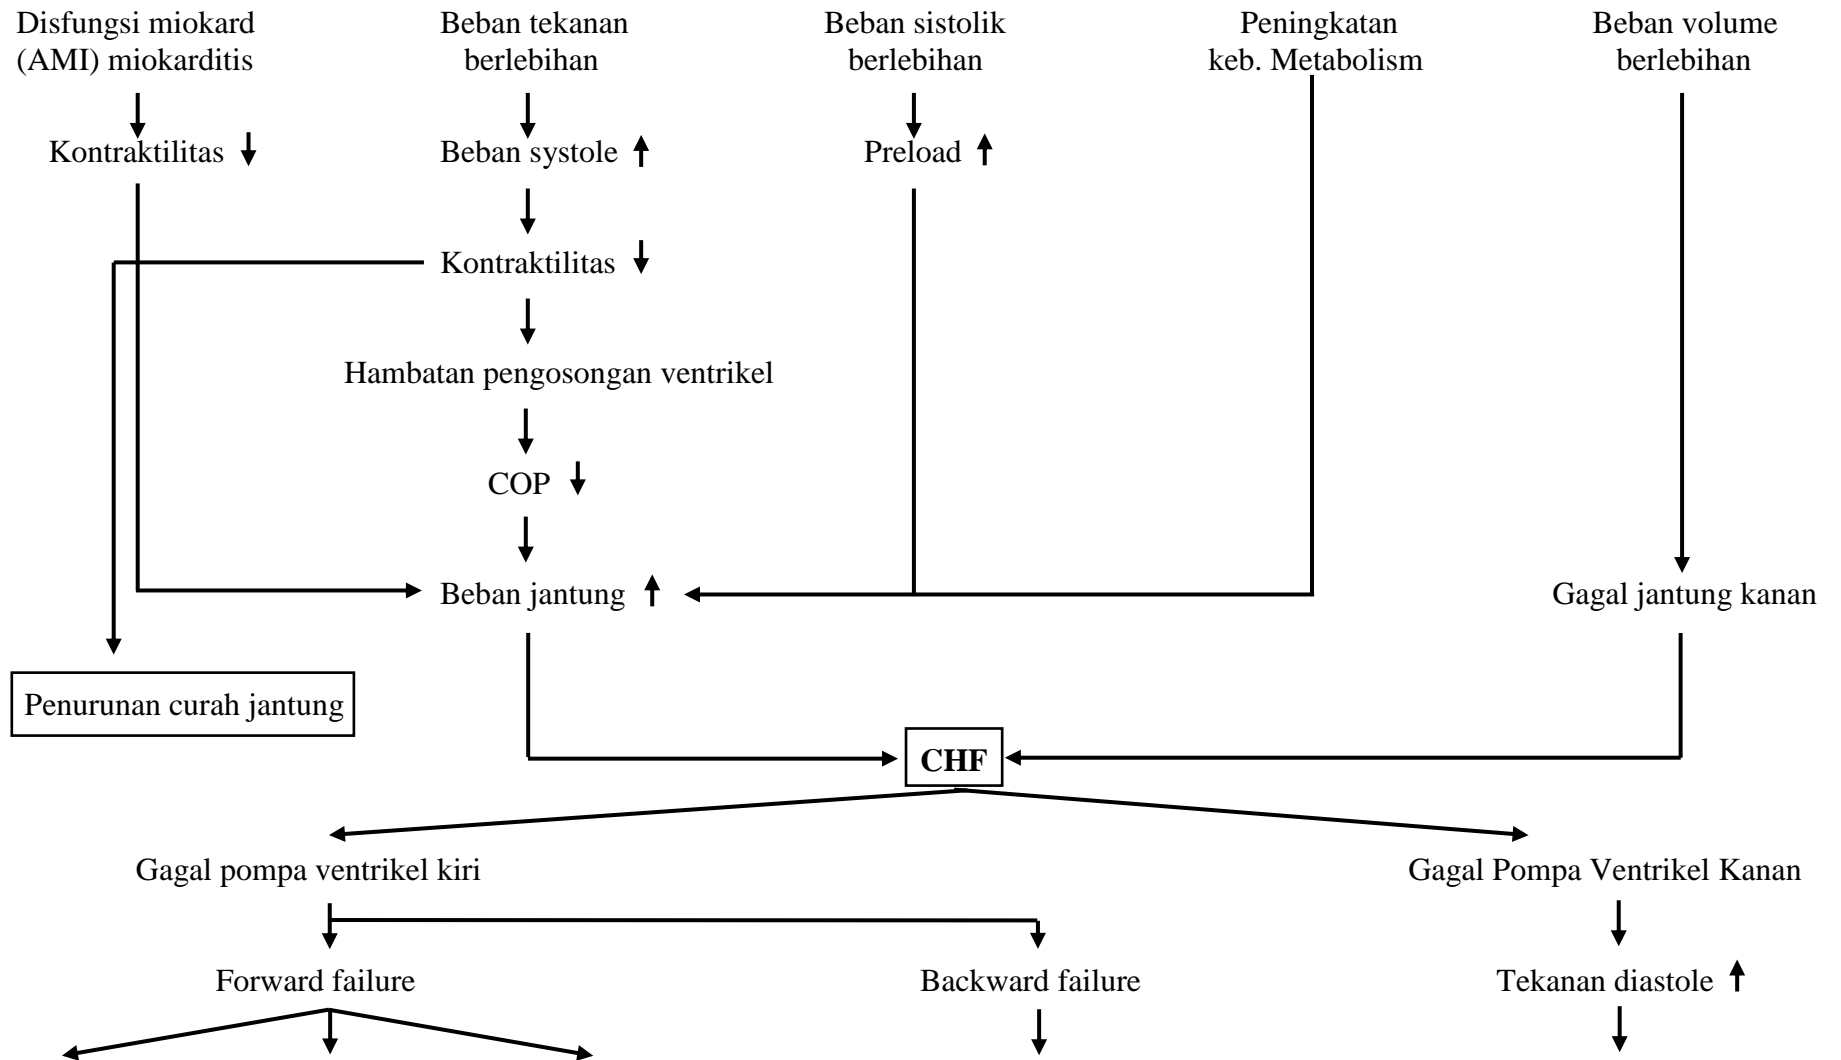 Disfungsi miokard
(AMI) miokarditis
Beban tekanan
berlebihan
Beban sistolik
berlebihan
Peningkatan
keb. Metabolism
Beban volume
berlebihan
Kontraktilitas
Beban systole
Preload
Kontraktilitas
Hambatan pengosongan ventrikel
COP
Beban jantung
Gagal jantung kanan
Penurunan curah jantung
CHF
Gagal pompa ventrikel kiri
Gagal Pompa Ventrikel Kanan
Forward failure
Backward failure
Tekanan diastole